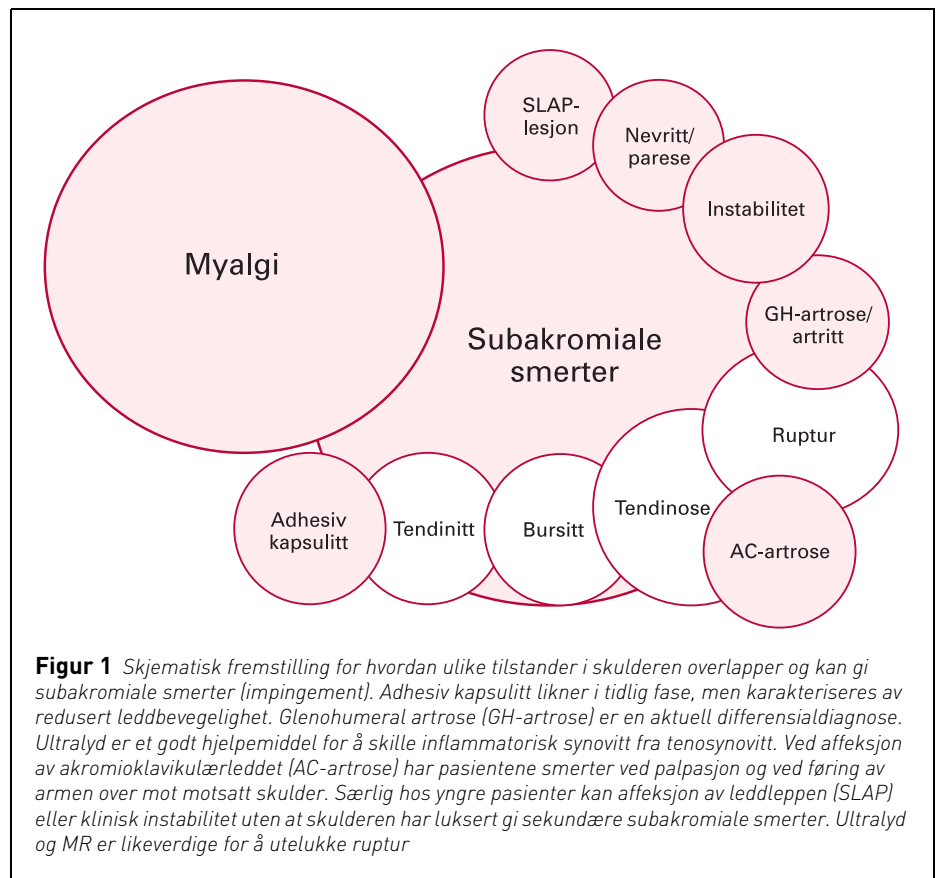 SLAP-
lesjon
Nevritt/
parese
Instabilitet
Myalgi
GH-artrose/
artritt
Subakromiale
smerter
Ruptur
Tendinose
Adhesiv
kapsulitt
Tendinitt
Bursitt
AC-artrose
Figur 1 Skjematisk fremstilling for hvordan ulike tilstander i skulderen overlapper og kan gi
subakromiale smerter (impingement). Adhesiv kapsulitt likner i tidlig fase, men karakteriseres av
redusert leddbevegelighet. Glenohumeral artrose (GH-artrose) er en aktuell differensialdiagnose.
Ultralyd er et godt hjelpemiddel for å skille inflammatorisk synovitt fra tenosynovitt. Ved affeksjon
av akromioklavikulærleddet (AC-artrose) har pasientene smerter ved palpasjon og ved føring av
armen over mot motsatt skulder. Særlig hos yngre pasienter kan affeksjon av leddleppen (SLAP)
eller klinisk instabilitet uten at skulderen har luksert gi sekundære subakromiale smerter. Ultralyd
og MR er likeverdige for å utelukke ruptur